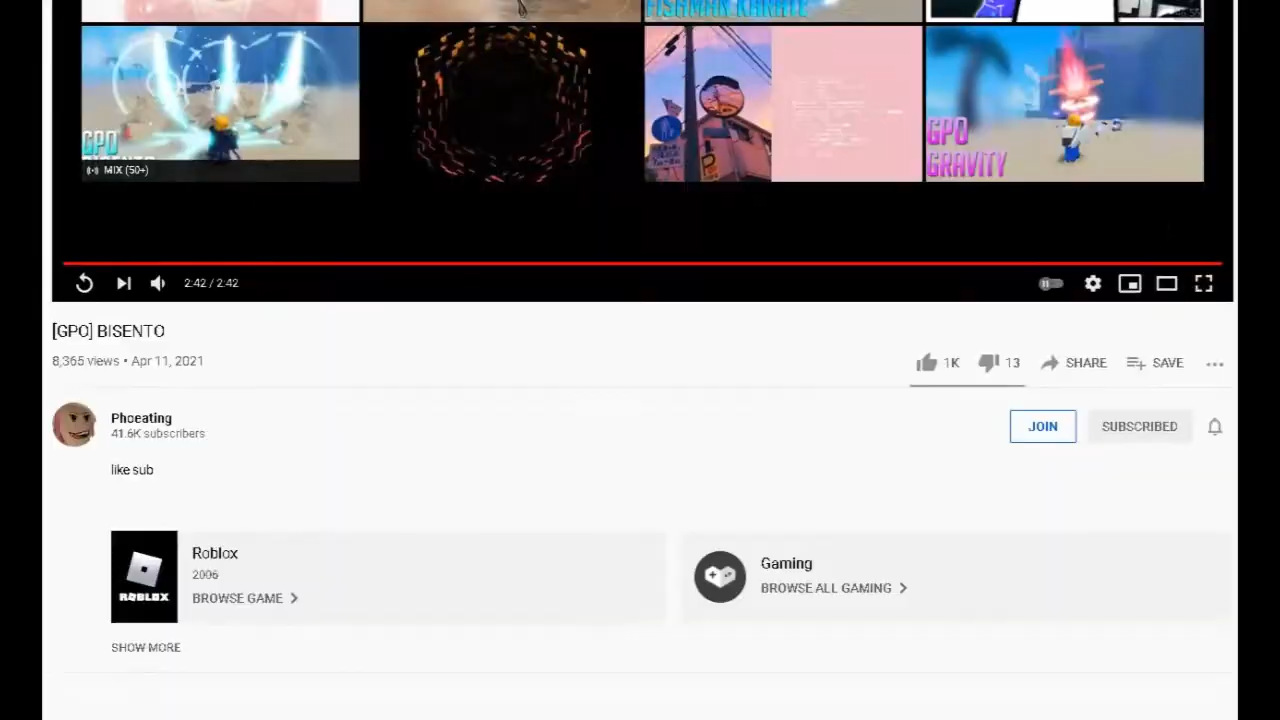 FISHMAN KARATE
GPO
BISENTO
MIX (50+)
GPO
GRAVITY
2:42 / 2:42
[GPO] BISENTO
8,365 views • Apr 11, 2021
1K
13
SHARE
SAVE
Phoeating
41.6K subscribers
JOIN
SUBSCRIBED
like sub
Roblox
2006
BROWSE GAME
ROBLOX
Gaming
BROWSE ALL GAMING
SHOW MORE